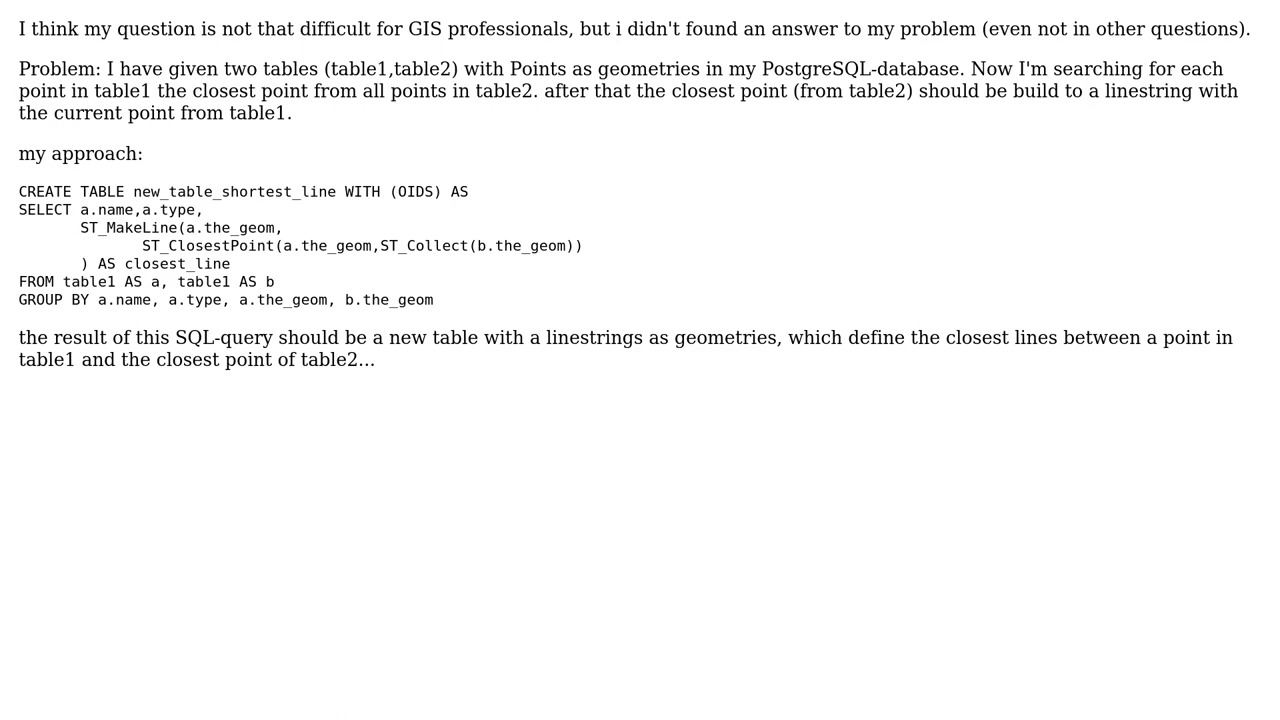 I think my question is not that difficult for GIS professionals, but i didn't found an answer to my problem (even not in other questions).
Problem: I have given two tables (table1,table2) with Points as geometries in my PostgreSQL-database. Now I'm searching for each
point in table1 the closest point from all points in table2. after that the closest point (from table2) should be build to a linestring with
the current point from table1.
my approach:
CREATE TABLE new_table_shortest_line WITH (OIDS) AS
SELECT a.name,a.type,
       ST_MakeLine(a.the_geom,
              ST_ClosestPoint(a.the_geom,ST_Collect(b.the_geom))
       ) AS closest_line
FROM table1 AS a, table1 AS b
GROUP BY a.name, a.type, a.the_geom, b.the_geom
the result of this SQL-query should be a new table with a linestrings as geometries, which define the closest lines between a point in
table1 and the closest point of table2...